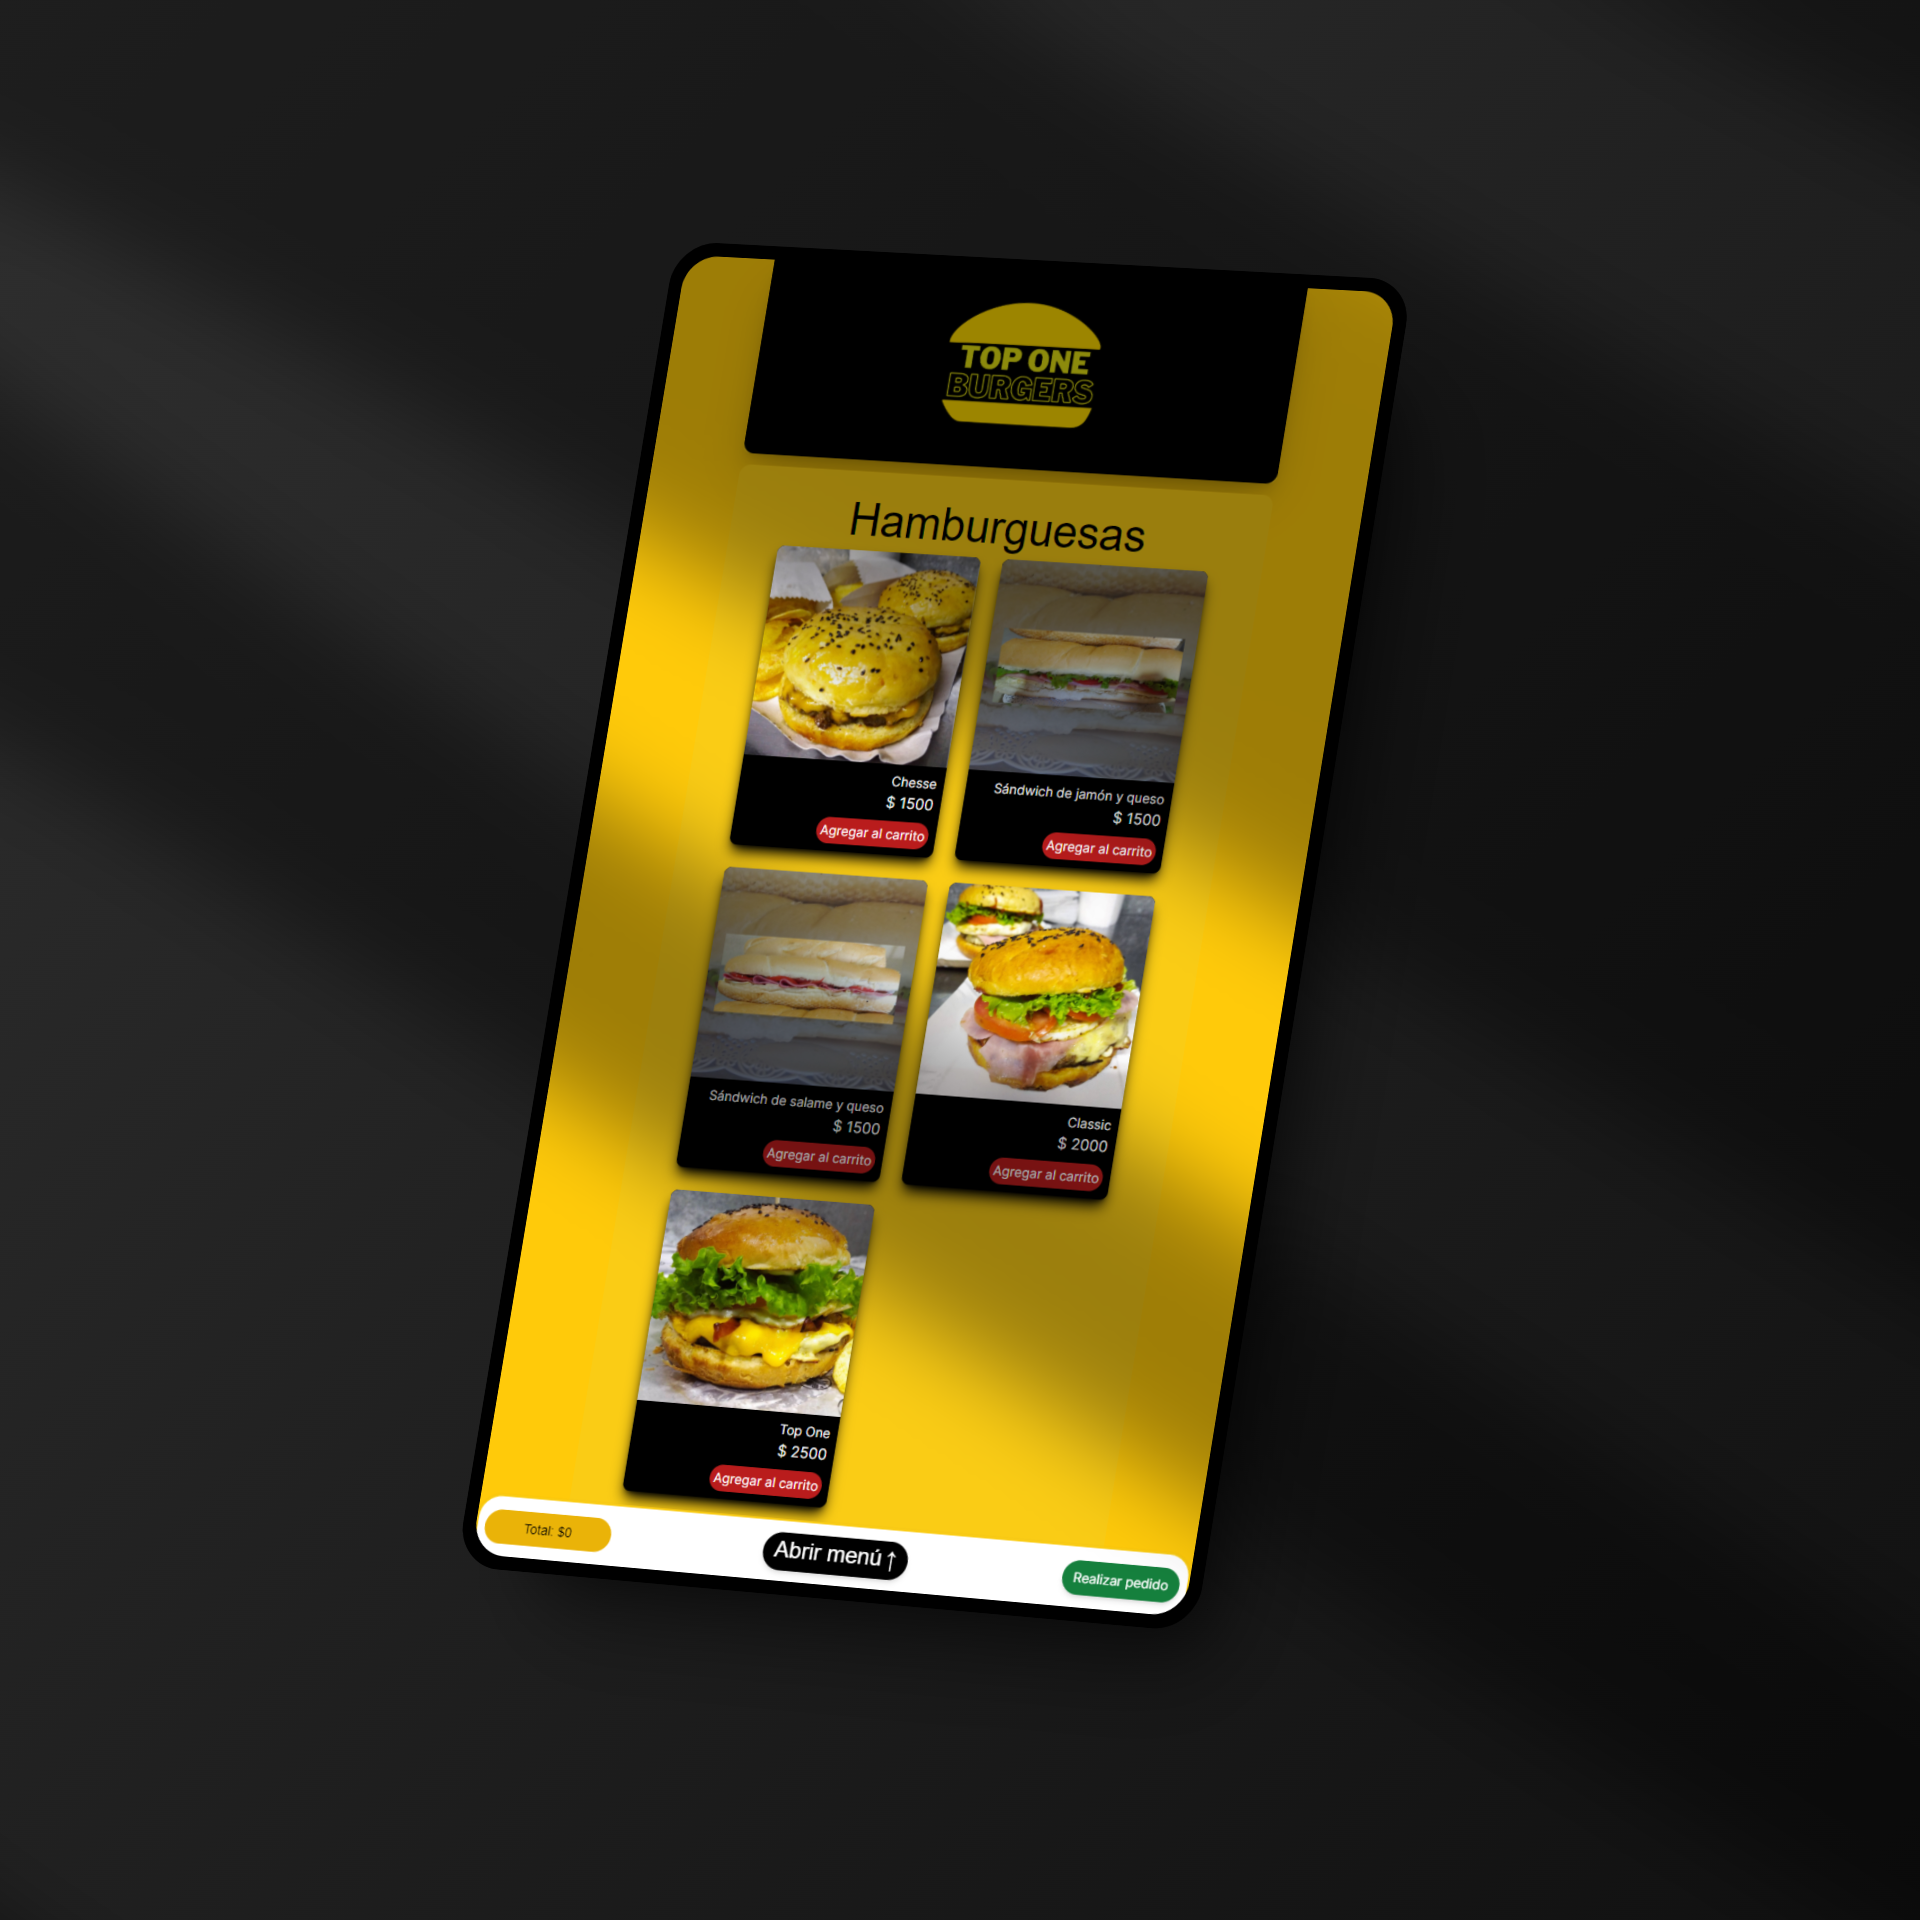 TOP ONE
BURGERS
Hamburguesas
Chesse
$ 1500
Agregar al carrito
Sándwich de jamón y queso
$ 1500
Agregar al carrito
Sándwich de salame y queso
$ 1500
Agregar al carrito
Classic
$ 2000
Agregar al carrito
Top One
$ 2500
Agregar al carrito
Total: $0
Abrir menú ↑
Realizar pedido